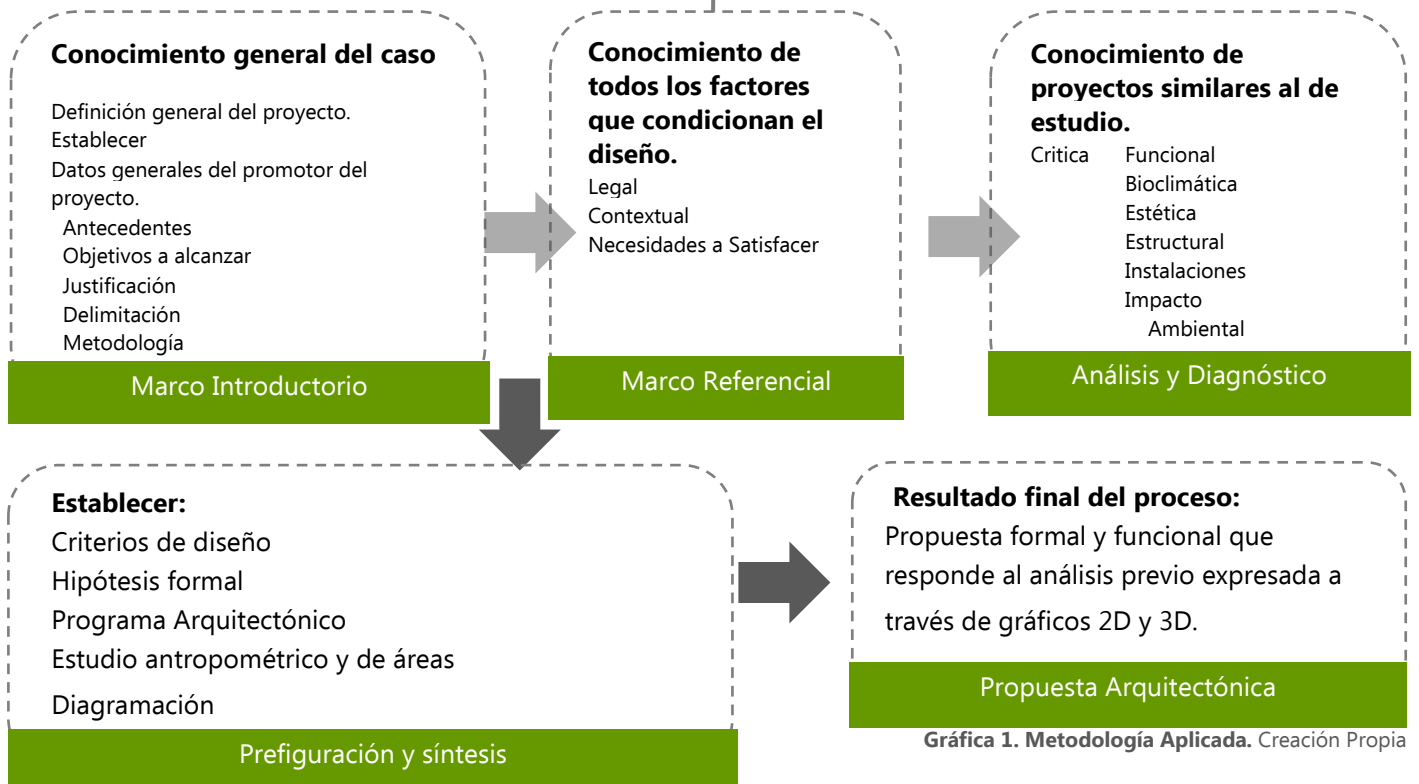 Conocimiento general del caso
Definición general del proyecto.
Establecer
Datos generales del promotor del
proyecto.
Antecedentes
Objetivos a alcanzar
Justificación
Delimitación
Metodología
Marco Introductorio
Conocimiento de
todos los factores
que condicionan el
diseño.
Legal
Contextual
Necesidades a Satisfacer
Marco Referencial
Conocimiento de
proyectos similares al de
estudio.
Critica Funcional
Bioclimática
Estética
Estructural
Instalaciones
Impacto
Ambiental
Análisis y Diagnóstico
Establecer:
Criterios de diseño
Hipótesis formal
Programa Arquitectónico
Estudio antropométrico y de áreas
Diagramación
Prefiguración y síntesis
Resultado final del proceso:
Propuesta formal y funcional que
responde al análisis previo expresada a
través de gráficos 2D y 3D.
Propuesta Arquitectónica
Gráfica 1. Metodología Aplicada. Creación Propia